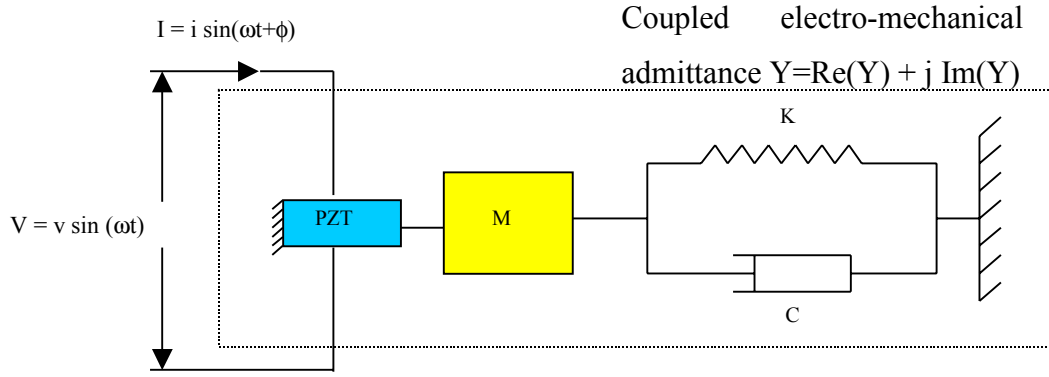 I = i sin(ωt+ϕ)
Coupled electro-mechanical
admittance Y=Re(Y) + j Im(Y)
K
PZT
M
V = v sin (ωt)
C